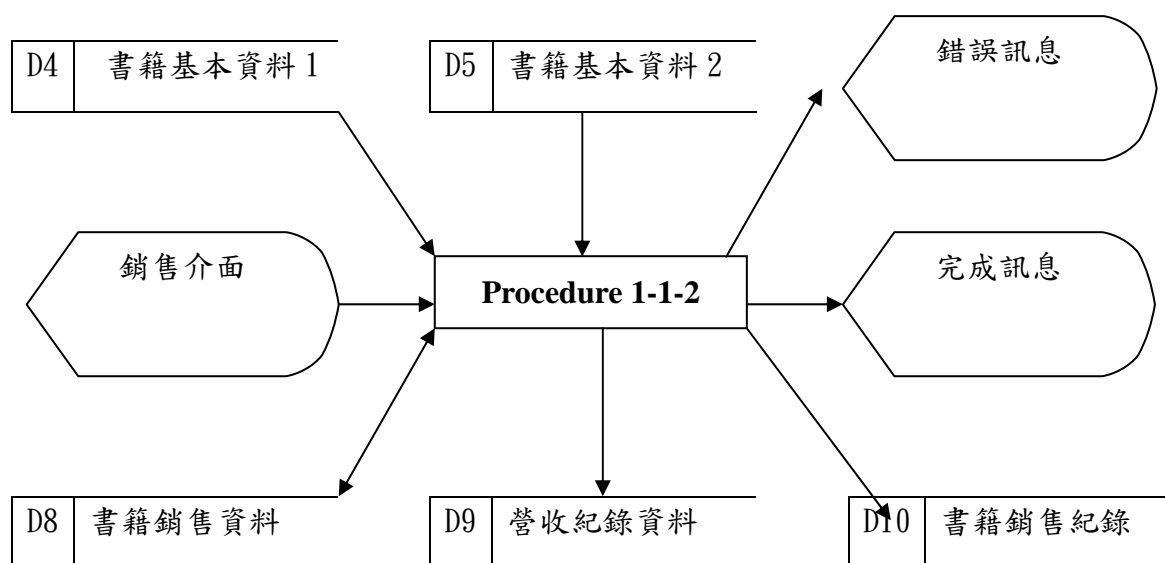 D4 書籍基本資料 1
D5 書籍基本資料 2
錯誤訊息
銷售介面
Procedure 1-1-2
完成訊息
D8 書籍銷售資料
D9 營收紀錄資料
D10 書籍銷售紀錄